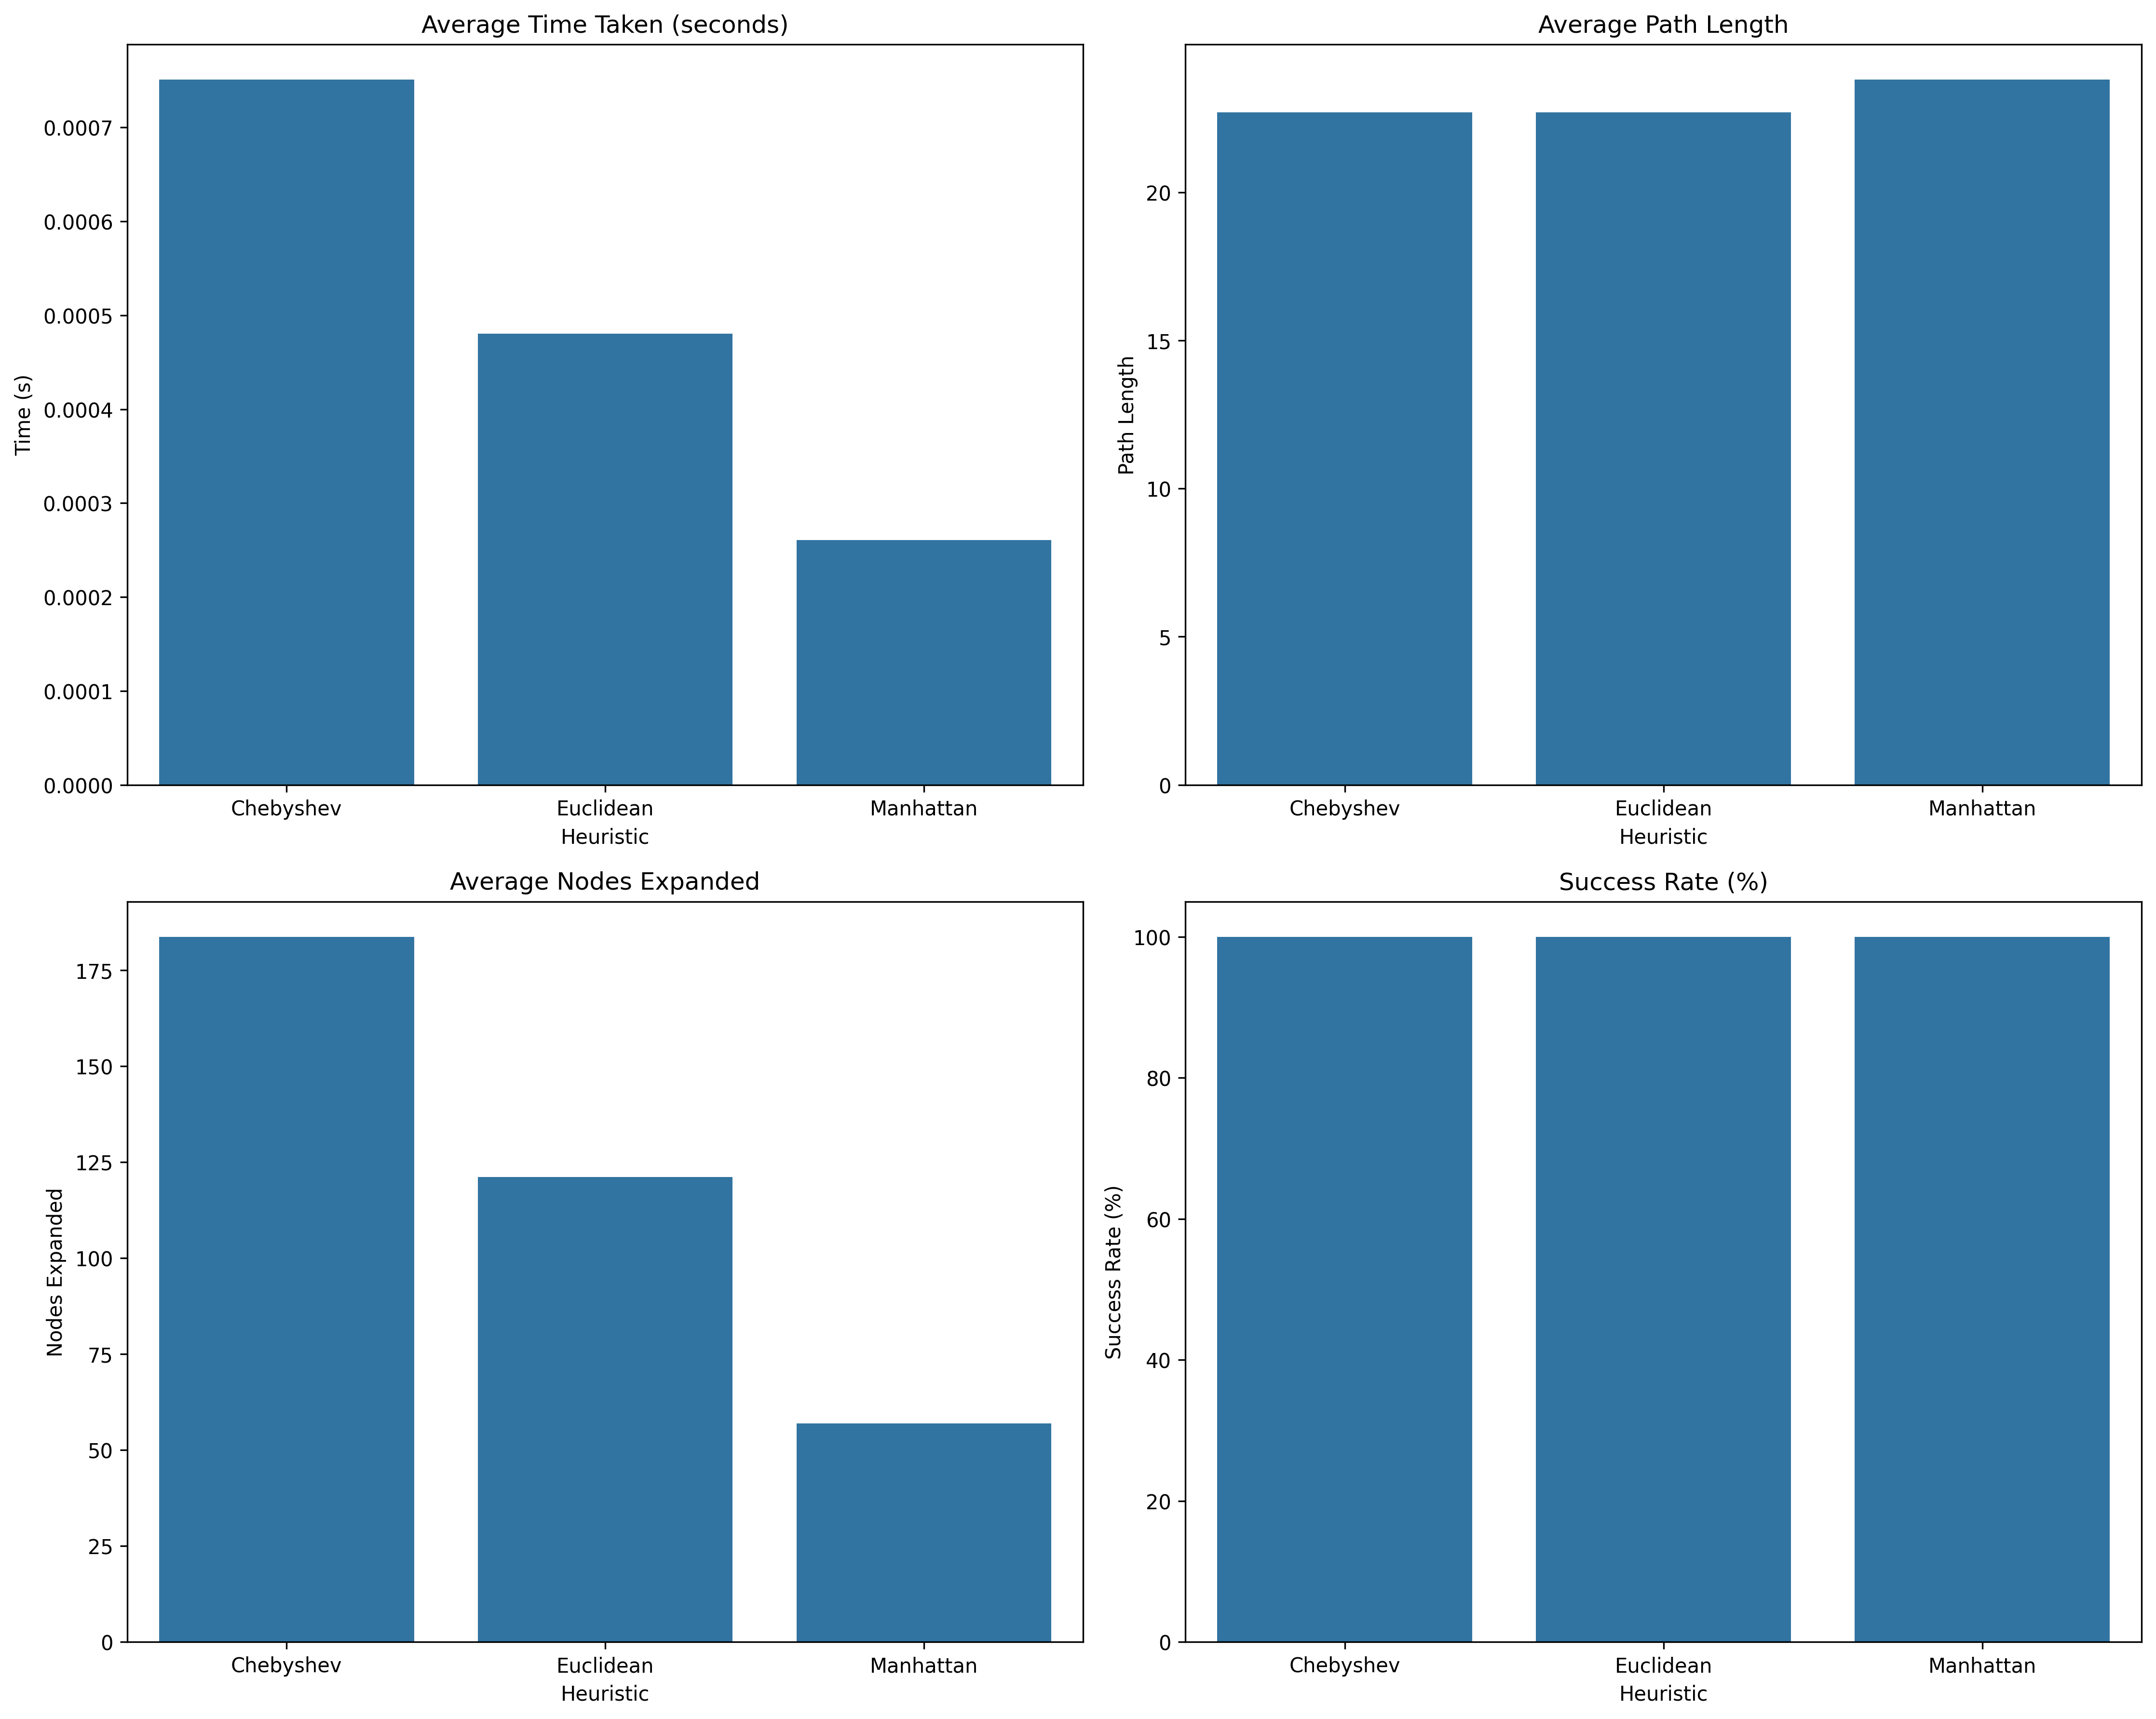 Average Time Taken (seconds)
Time (s)
0.0007
0.0006
0.0005
0.0004
0.0003
0.0002
0.0001
0.0000
Chebyshev Euclidean Manhattan
Heuristic
Average Path Length
Path Length
20
15
10
5
0
Chebyshev Euclidean Manhattan
Heuristic
Average Nodes Expanded
Nodes Expanded
175
150
125
100
75
50
25
0
Chebyshev Euclidean Manhattan
Heuristic
Success Rate (%)
Success Rate (%)
100
80
60
40
20
0
Chebyshev Euclidean Manhattan
Heuristic